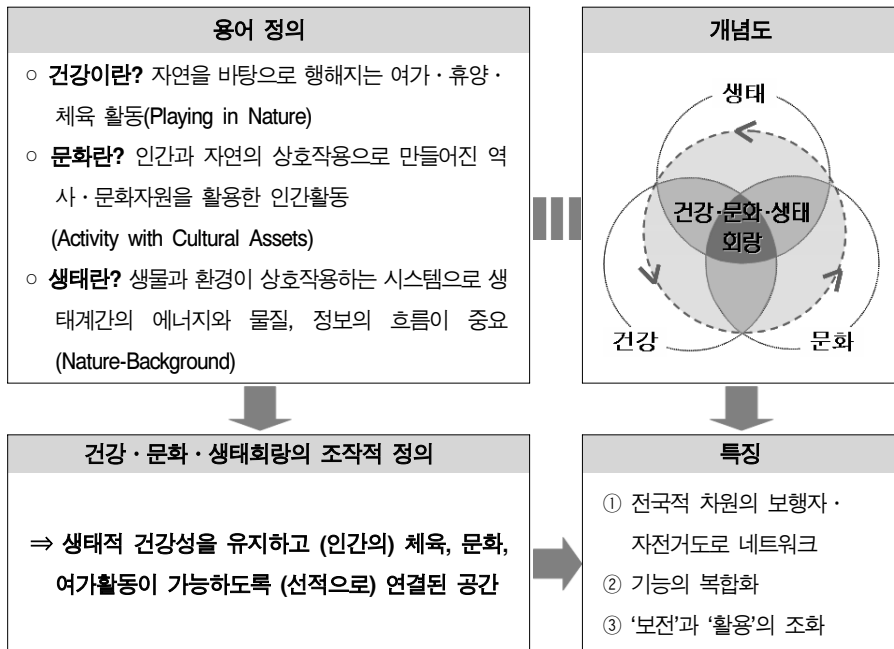 용어 정의
○ 건강이란? 자연을 바탕으로 행해지는 여가·휴양·
체육 활동(Playing in Nature)
○ 문화란? 인간과 자연의 상호작용으로 만들어진 역
사·문화자원을 활용한 인간활동
(Activity with Cultural Assets)
○ 생태란? 생물과 환경이 상호작용하는 시스템으로 생
태계간의 에너지와 물질, 정보의 흐름이 중요
(Nature-Background)
개념도
생태
건강·문화·생태
회랑
건강
문화
건강·문화·생태회랑의 조작적 정의
⇒ 생태적 건강성을 유지하고 (인간의) 체육, 문화,
여가활동이 가능하도록 (선적으로) 연결된 공간
특징
① 전국적 차원의 보행자·
자전거도로 네트워크
② 기능의 복합화
③ ‘보전’과 ‘활용’의 조화